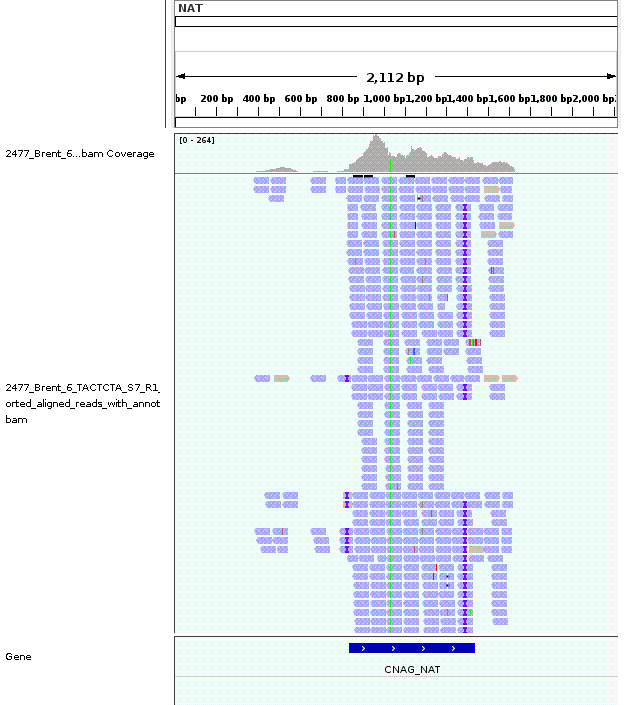 NAT
2,112 bp
bp 200 bp 400 bp 600 bp 800 bp 1,000 bp 1,200 bp 1,400 bp 1,600 bp 1,800 bp 2,000 bp
[0 - 264]
2477_Brent_6...bam Coverage
2477_Brent_6_TACTCTA_S7_R1_
orted_aligned_reads_with_annot
bam
Gene
CNAG_NAT